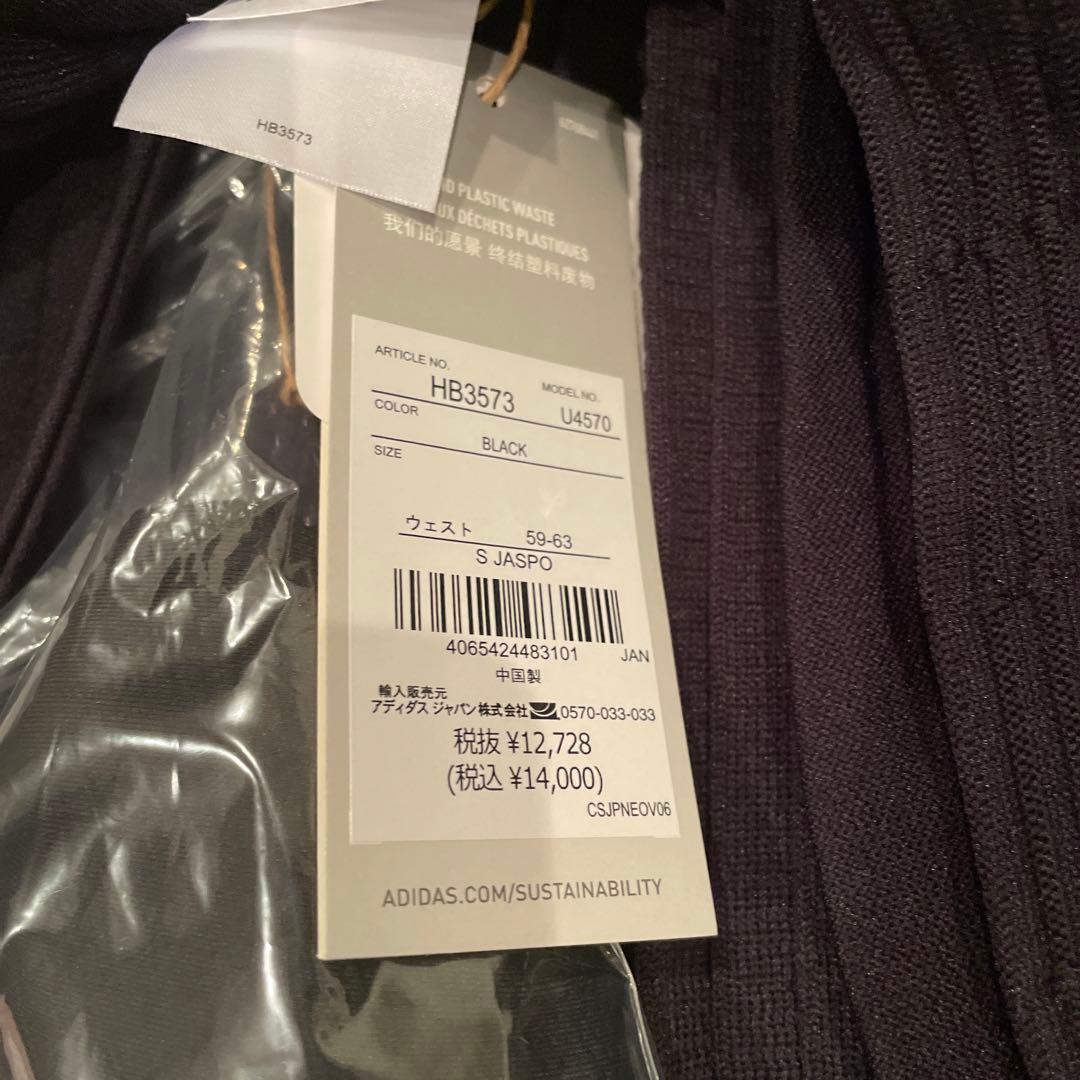 HB3573
PLASTIC WASTE
AUX DÉCHETS PLASTIQUES
我们的愿景 终结塑料废物
ARTICLE NO. HB3573 MODEL NO. U4570
COLOR BLACK
SIZE
ウェスト 59-63
S JASPO
4065424483101 JAN
中国製
輸入販売元
アディダス ジャパン株式会社 0570-033-033
税抜 ¥12,728
(税込 ¥14,000)
CSJPNEOV06
ADIDAS.COM/SUSTAINABILITY